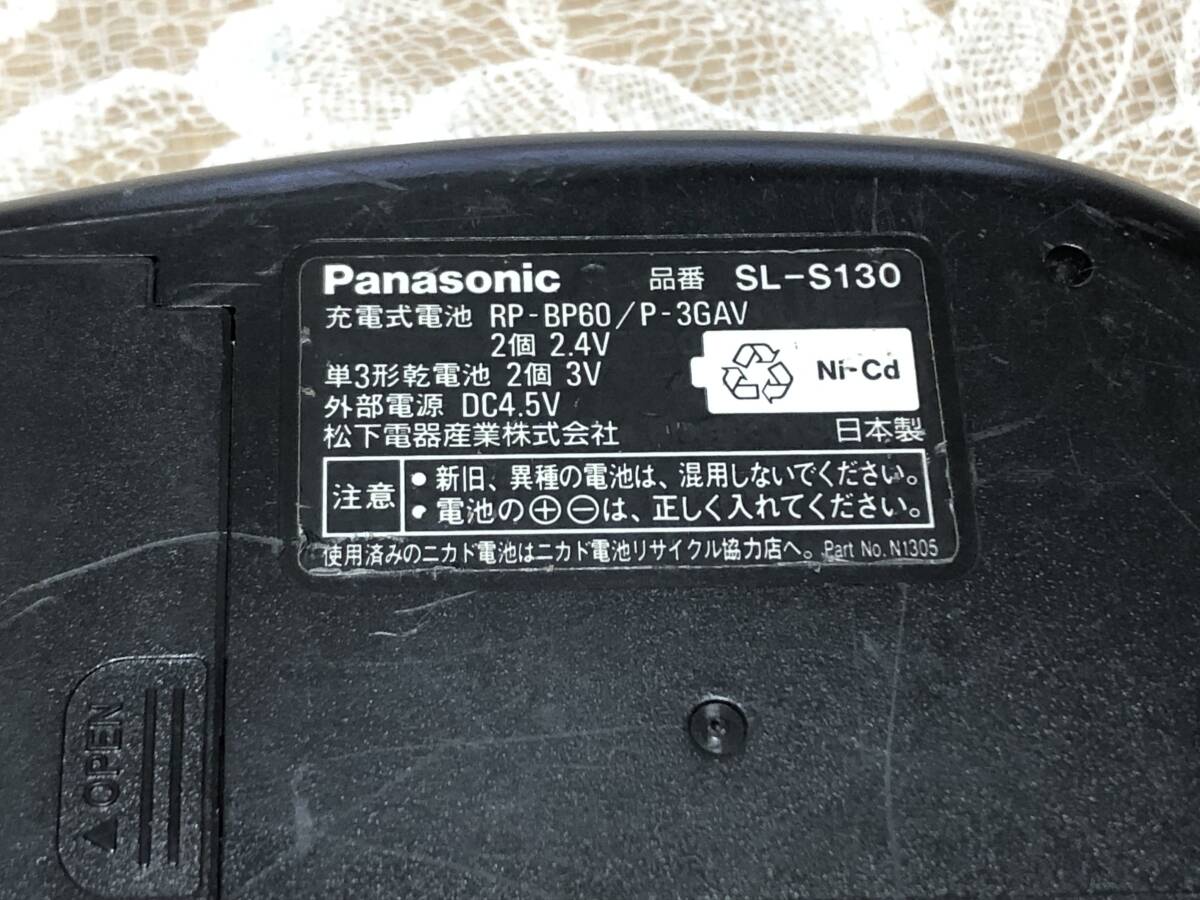 Panasonic 品番 SL-S130
充電式電池 RP-BP60/P-3GAV
2個 2.4V
単3形乾電池 2個 3V
Ni-Cd
外部電源 DC4.5V
松下電器産業株式会社 日本製
注意
• 新旧、異種の電池は、混用しないでください。
• 電池の⊕⊖は、正しく入れてください。
使用済みのニカド電池はニカド電池リサイクル協力店へ。 Part No. N1305
▲OPEN